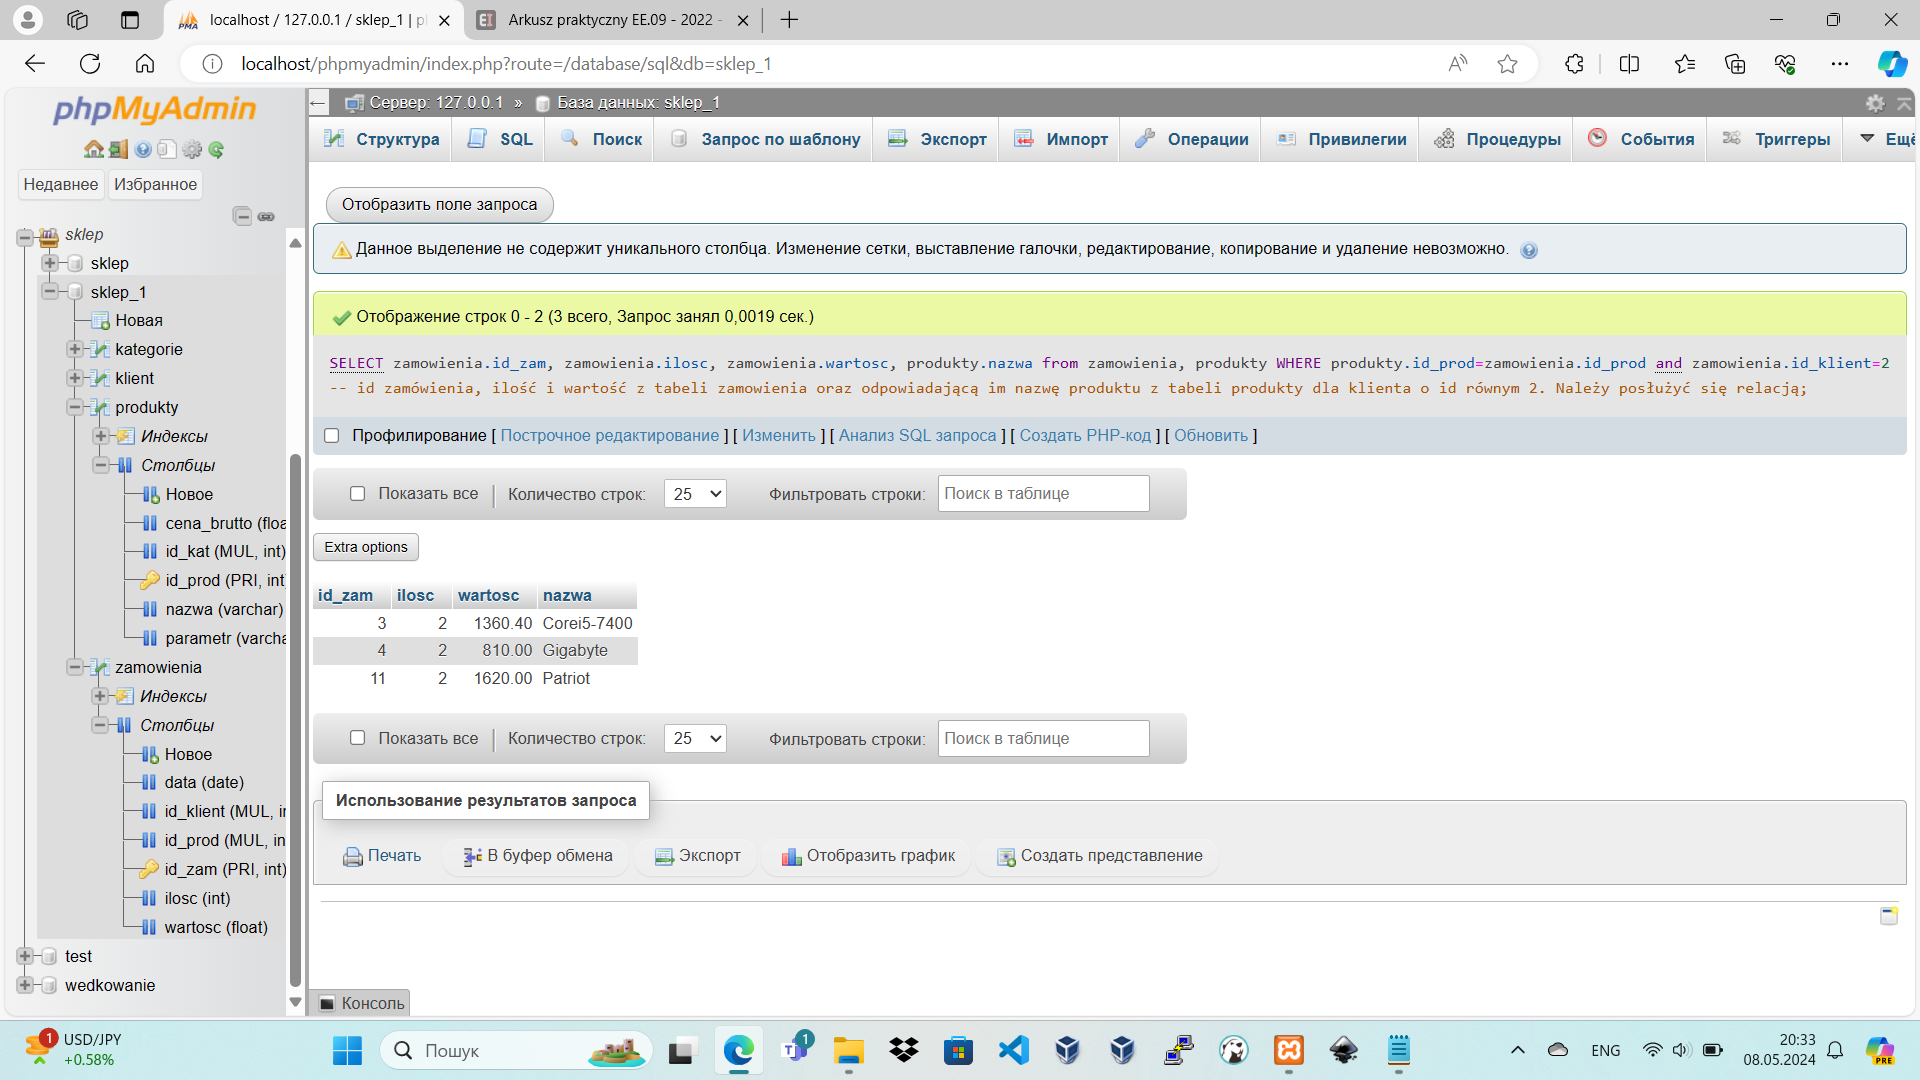 localhost / 127.0.0.1 / sklep_1 | p
Arkusz praktyczny EE.09 - 2022 -
localhost/phpmyadmin/index.php?route=/database/sql&db=sklep_1
phpMyAdmin
Недавнее
Избранное
sklep
sklep
sklep_1
Новая
kategorie
klient
produkty
Индексы
Столбцы
Новое
cena_brutto (floa
id_kat (MUL, int)
id_prod (PRI, int
nazwa (varchar)
parametr (varcha
zamowienia
Индексы
Столбцы
Новое
data (date)
id_klient (MUL, in
id_prod (MUL, in
id_zam (PRI, int)
ilosc (int)
wartosc (float)
test
wedkowanie
Сервер: 127.0.0.1 » База данных: sklep_1
Структура SQL Поиск Запрос по шаблону Экспорт Импорт Операции Привилегии Процедуры События Триггеры Ещё
Отобразить поле запроса
Данное выделение не содержит уникального столбца. Изменение сетки, выставление галочки, редактирование, копирование и удаление невозможно.
Отображение строк 0 - 2 (3 всего, Запрос занял 0,0019 сек.)
SELECT zamowienia.id_zam, zamowienia.ilosc, zamowienia.wartosc, produkty.nazwa from zamowienia, produkty WHERE produkty.id_prod=zamowienia.id_prod and zamowienia.id_klient=2
-- id zamówienia, ilość i wartość z tabeli zamowienia oraz odpowiadającą im nazwę produktu z tabeli produkty dla klienta o id równym 2. Należy posłużyć się relacją;
Профилирование [ Построчное редактирование ] [ Изменить ] [ Анализ SQL запроса ] [ Создать PHP-код ] [ Обновить ]
Показать все | Количество строк: 25 Фильтровать строки: Поиск в таблице
Extra options
id_zam ilosc wartosc nazwa
3 2 1360.40 Corei5-7400
4 2 810.00 Gigabyte
11 2 1620.00 Patriot
Показать все | Количество строк: 25 Фильтровать строки: Поиск в таблице
Использование результатов запроса
Печать В буфер обмена Экспорт Отобразить график Создать представление
Консоль
1
USD/JPY
+0.58%
Пошук
1
ENG
20:33
08.05.2024
PRE